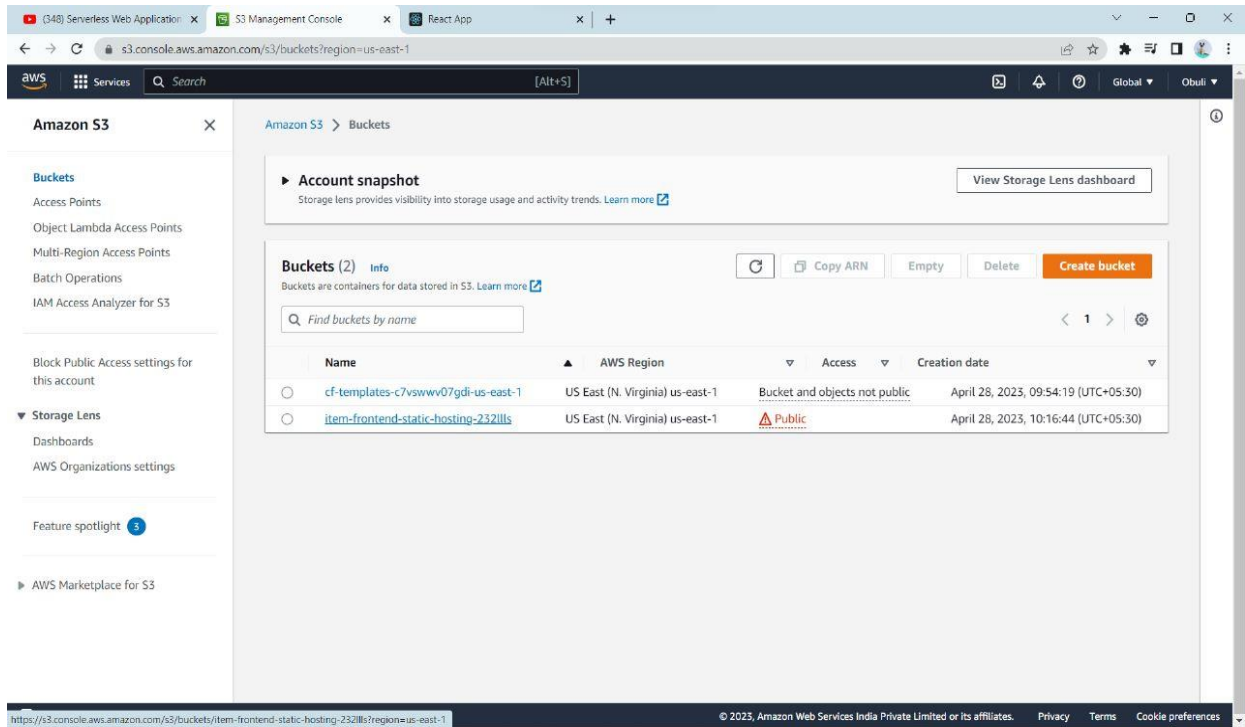 (348) Serverless Web Application
S3 Management Console
React App
s3.console.aws.amazon.com/s3/buckets?region=us-east-1
aws
Services
Search
[Alt+S]
Global
Obuli
Amazon S3
Buckets
Access Points
Object Lambda Access Points
Multi-Region Access Points
Batch Operations
IAM Access Analyzer for S3
Block Public Access settings for
this account
Storage Lens
Dashboards
AWS Organizations settings
Feature spotlight 3
AWS Marketplace for S3
Amazon S3 > Buckets
Account snapshot
Storage lens provides visibility into storage usage and activity trends. Learn more
View Storage Lens dashboard
Buckets (2) Info
Buckets are containers for data stored in S3. Learn more
Copy ARN
Empty
Delete
Create bucket
Find buckets by name
< 1 >
Name AWS Region Access Creation date
cf-templates-c7vswwv07gdi-us-east-1 US East (N. Virginia) us-east-1 Bucket and objects not public April 28, 2023, 09:54:19 (UTC+05:30)
item-frontend-static-hosting-232llls US East (N. Virginia) us-east-1 Public April 28, 2023, 10:16:44 (UTC+05:30)
https://s3.console.aws.amazon.com/s3/buckets/item-frontend-static-hosting-232llls?region=us-east-1
© 2023, Amazon Web Services India Private Limited or its affiliates. Privacy Terms Cookie preferences